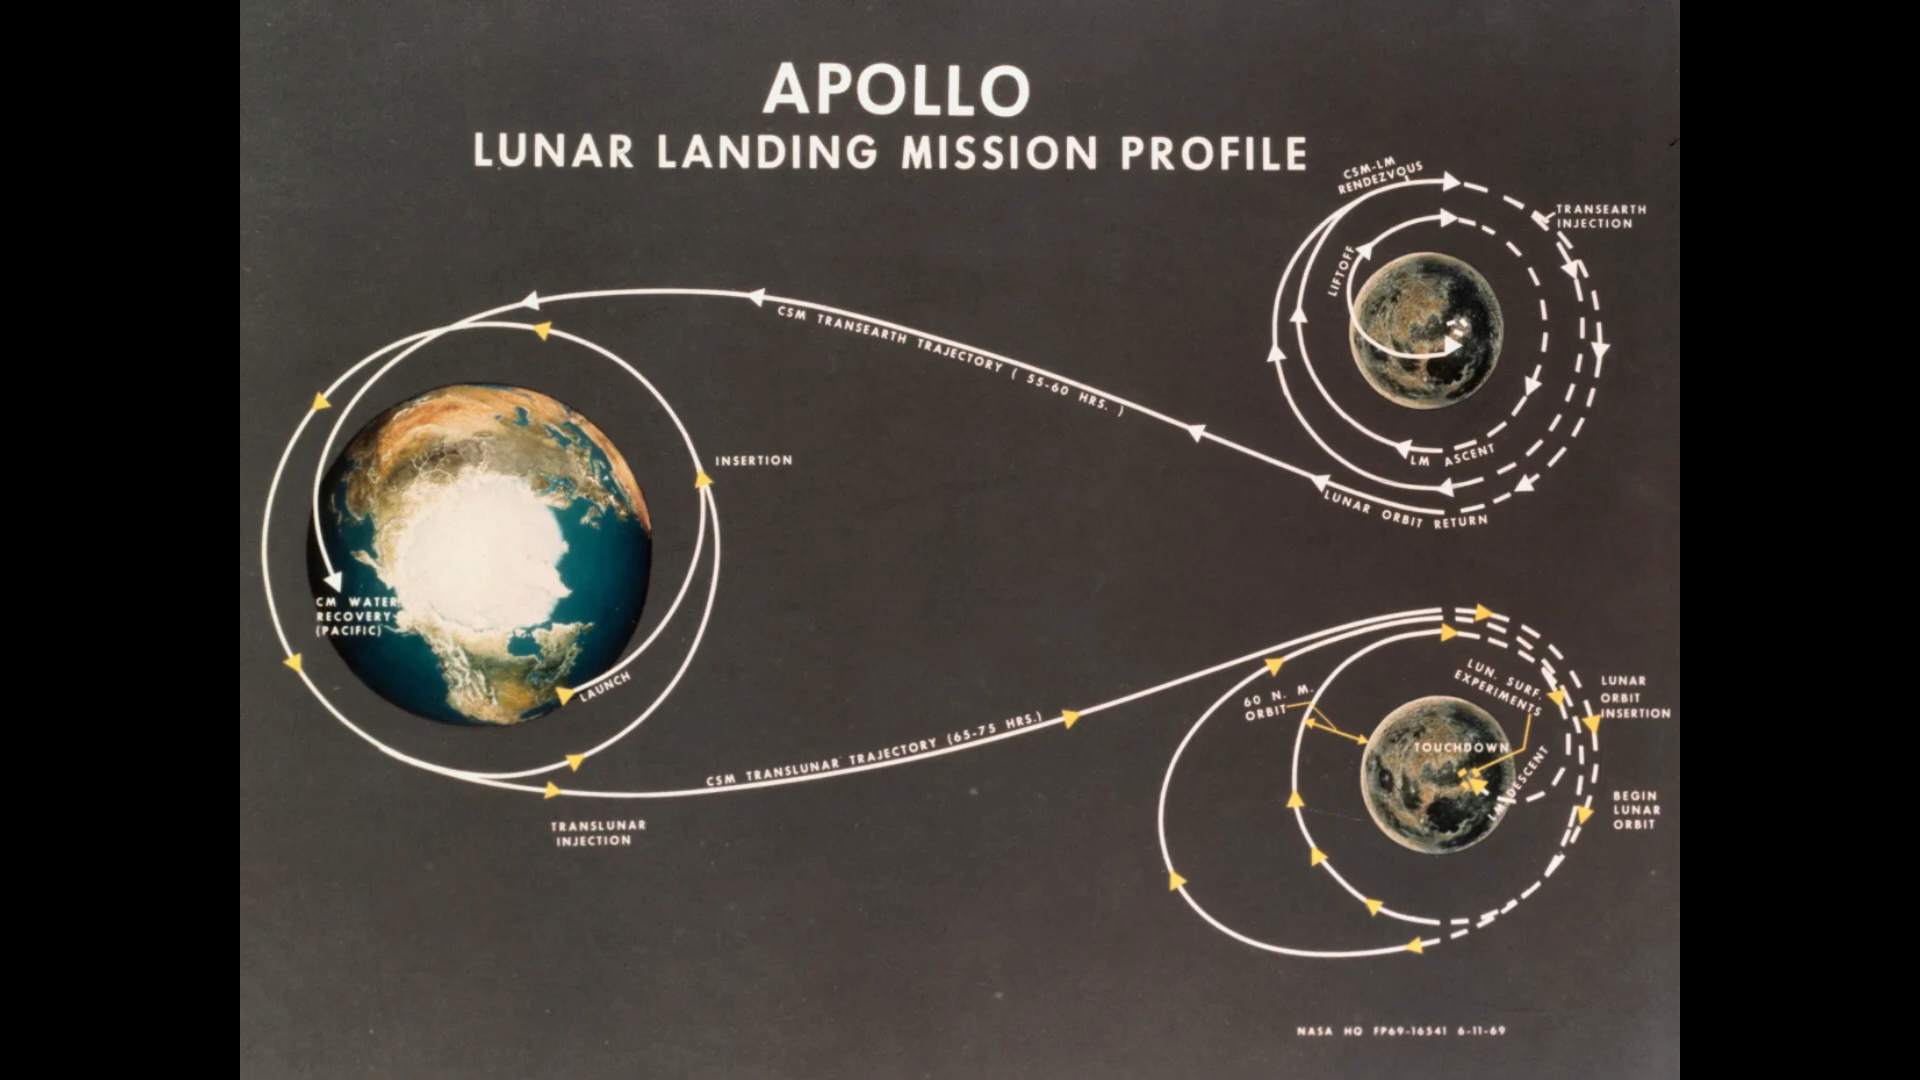 APOLLO
LUNAR LANDING MISSION PROFILE
CSM-LM
RENDEZVOUS
TRANSEARTH
INJECTION
LIFTOFF
CSM TRANSEARTH TRAJECTORY ( 55-60 HRS. )
LM ASCENT
LUNAR ORBIT RETURN
INSERTION
CM WATER
RECOVERY
(PACIFIC)
LAUNCH
CSM TRANSLUNAR TRAJECTORY (65-75 HRS.)
TRANSLUNAR
INJECTION
60 N. M.
ORBIT
LUN. SURF.
EXPERIMENTS
TOUCHDOWN
LM DESCENT
LUNAR
ORBIT
INSERTION
BEGIN
LUNAR
ORBIT
NASA HQ FP69-16541 6-11-69